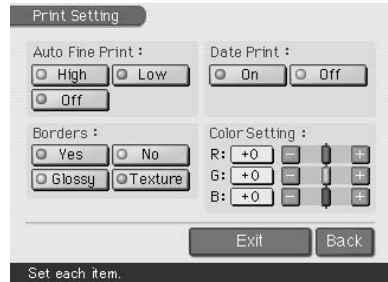 Print Setting
Auto Fine Print :
High Low
Off
Date Print :
On Off
Borders :
Yes No
Glossy Texture
Color Setting :
R: +0 - +
G: +0 - +
B: +0 - +
Exit Back
Set each item.